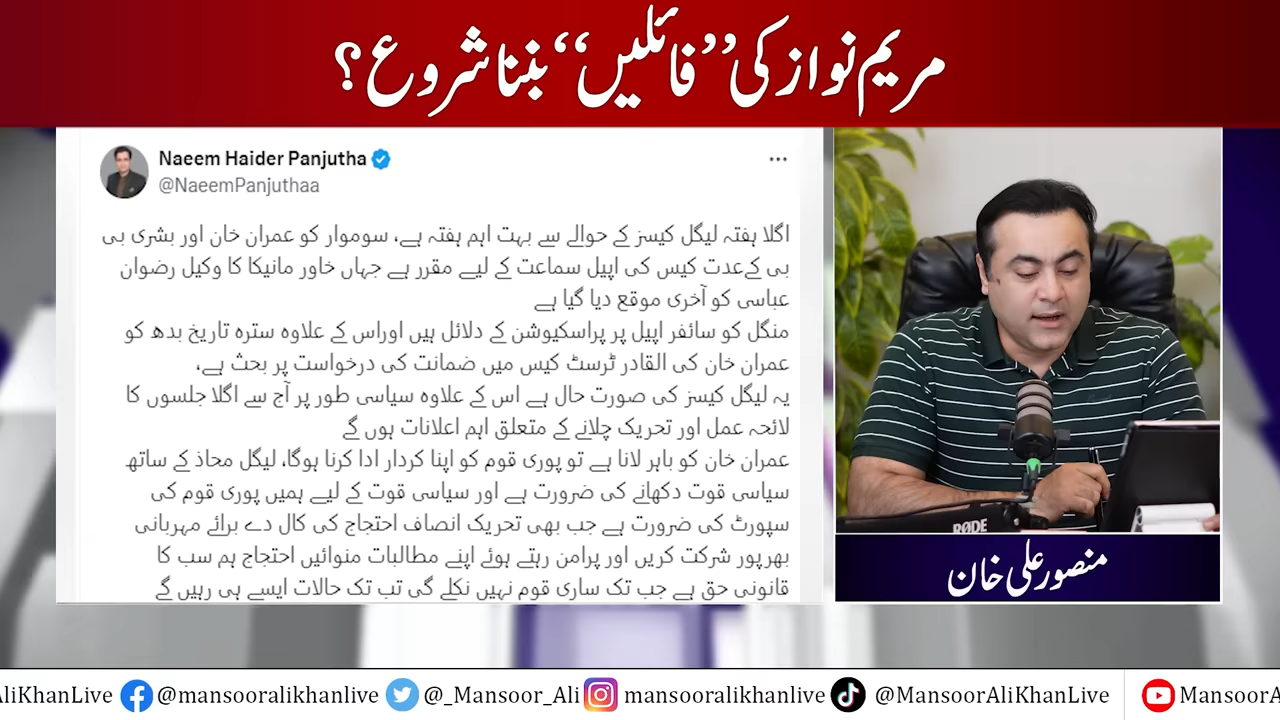 مریم نواز کی ”فائلیں“ بننا شروع؟
Naeem Haider Panjutha
@NaeemPanjuthaa
اگلا ہفتہ لیگل کیسز کے حوالے سے بہت اہم ہفتہ ہے، سوموار کو عمران خان اور بشری بی
بی کےعدت کیس کی اپیل سماعت کے لیے مقرر ہے جہاں خاور مانیکا کا وکیل رضوان
عباسی کو آخری موقع دیا گیا ہے
منگل کو سائفر اپیل پر پراسکیوشن کے دلائل ہیں اوراس کے علاوہ سترہ تاریخ بدھ کو
عمران خان کی القادر ٹرسٹ کیس میں ضمانت کی درخواست پر بحث ہے،
یہ لیگل کیسز کی صورت حال ہے اس کے علاوہ سیاسی طور پر آج سے اگلا جلسوں کا
لائحہ عمل اور تحریک چلانے کے متعلق اہم اعلانات ہوں گے
عمران خان کو باہر لانا ہے تو پوری قوم کو اپنا کردار ادا کرنا ہوگا، لیگل محاذ کے ساتھ
سیاسی قوت دکھانے کی ضرورت ہے اور سیاسی قوت کے لیے ہمیں پوری قوم کی
سپورٹ کی ضرورت ہے جب بھی تحریک انصاف احتجاج کی کال دے برائے مہربانی
بھرپور شرکت کریں اور پرامن رہتے ہوئے اپنے مطالبات منوائیں احتجاج ہم سب کا
قانونی حق ہے جب تک ساری قوم نہیں نکلے گی تب تک حالات ایسے ہی رہیں گے
RØDE
منصور علی خان
AliKhanLive @mansooralikhanlive @_Mansoor_Ali mansooralikhanlive @MansoorAliKhanLive MansoorA